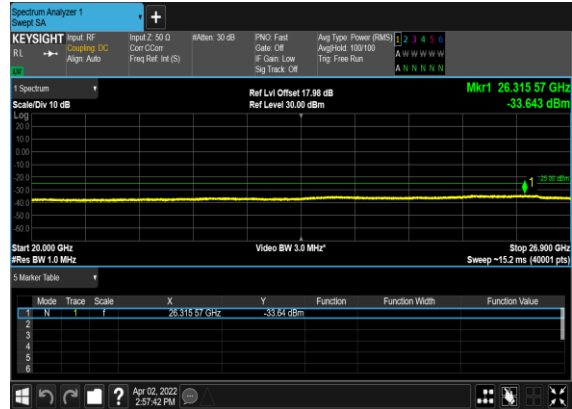 Spectrum Analyzer 1
Swept SA
+
KEYSIGHT Input: RF Input Z: 50 Ω #Atten: 30 dB PNO: Fast Avg Type: Power (RMS) 1 2 3 4 5 6
RL Coupling: DC Corr CCorr Gate: Off Avg|Hold: 100/100 A W W W W W
Align: Auto Freq Ref: Int (S) IF Gain: Low Trig: Free Run
Sig Track: Off A N N N N N
1 Spectrum Ref Lvl Offset 17.98 dB Mkr1 26.315 57 GHz
Scale/Div 10 dB Ref Level 30.00 dBm -33.643 dBm
Log
20.0
10.0
0.00
-10.0
-20.0
1 -25.00 dBm
-30.0
-40.0
-50.0
-60.0
Start 20.000 GHz Video BW 3.0 MHz* Stop 26.900 GHz
#Res BW 1.0 MHz Sweep ~15.2 ms (40001 pts)
5 Marker Table
Mode Trace Scale X Y Function Function Width Function Value
1 N 1 f 26.315 57 GHz -33.64 dBm
2
3
4
5
6
? Apr 02, 2022
2:57:42 PM